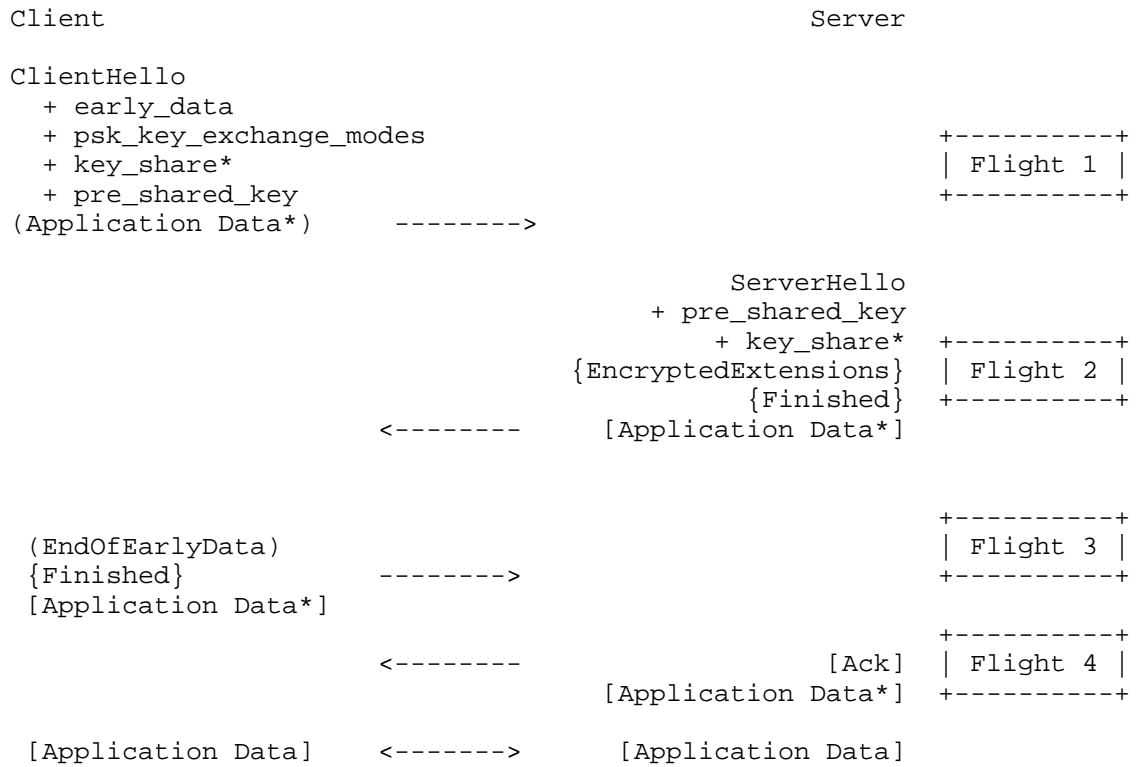 Client                                            Server

ClientHello
  + early_data
  + psk_key_exchange_modes                                +----------+
  + key_share*                                            | Flight 1 |
  + pre_shared_key                                        +----------+
(Application Data*)     -------->

                                             ServerHello
                                        + pre_shared_key
                                            + key_share*  +----------+
                                   {EncryptedExtensions}  | Flight 2 |
                                              {Finished}  +----------+
                       <--------     [Application Data*]

                                                          +----------+
 (EndOfEarlyData)                                         | Flight 3 |
 {Finished}            -------->                          +----------+
 [Application Data*]
                                                          +----------+
                       <--------                   [Ack]  | Flight 4 |
                                     [Application Data*]  +----------+

 [Application Data]    <------->      [Application Data]